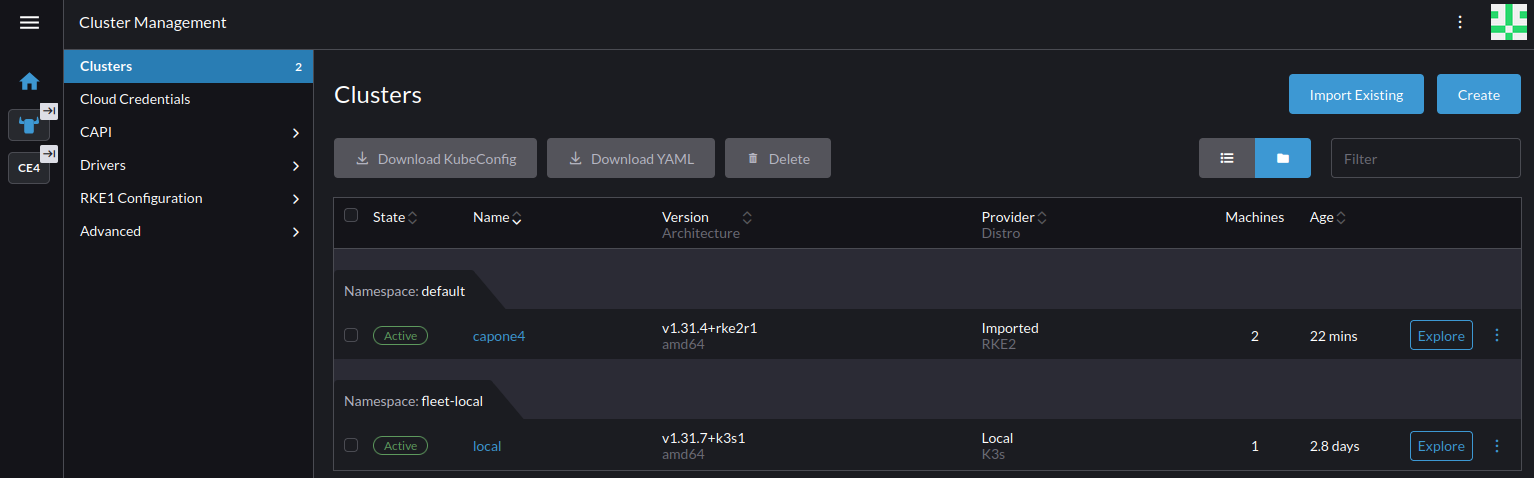 Cluster Management
Clusters 2
Cloud Credentials
CAPI
Drivers
RKE1 Configuration
Advanced
CE4
Clusters
Import Existing
Create
Download KubeConfig
Download YAML
Delete
Filter
State Name Version Provider Machines Age
Architecture Distro
Namespace: default
Active capone4 v1.31.4+rke2r1 Imported 2 22 mins Explore
amd64 RKE2
Namespace: fleet-local
Active local v1.31.7+k3s1 Local 1 2.8 days Explore
amd64 K3s